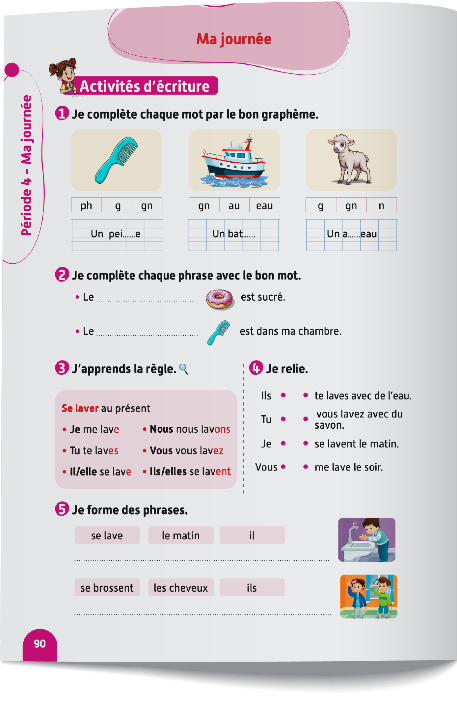 Ma journée
Période 4 – Ma journée
Activités d'écriture
1 Je complète chaque mot par le bon graphème.
ph g gn
gn au eau
g gn n
Un pei.....e
Un bat.....
Un a.....eau
2 Je complète chaque phrase avec le bon mot.
• Le ........................ est sucré.
• Le ........................ est dans ma chambre.
3 J'apprends la règle.
Se laver au présent
• Je me lave
• Nous nous lavons
• Tu te laves
• Vous vous lavez
• Il/elle se lave
• Ils/elles se lavent
4 Je relie.
Ils • • te laves avec de l'eau.
Tu • • vous lavez avec du
savon.
Je • • se lavent le matin.
Vous • • me lave le soir.
5 Je forme des phrases.
se lave le matin il
se brossent les cheveux ils
90